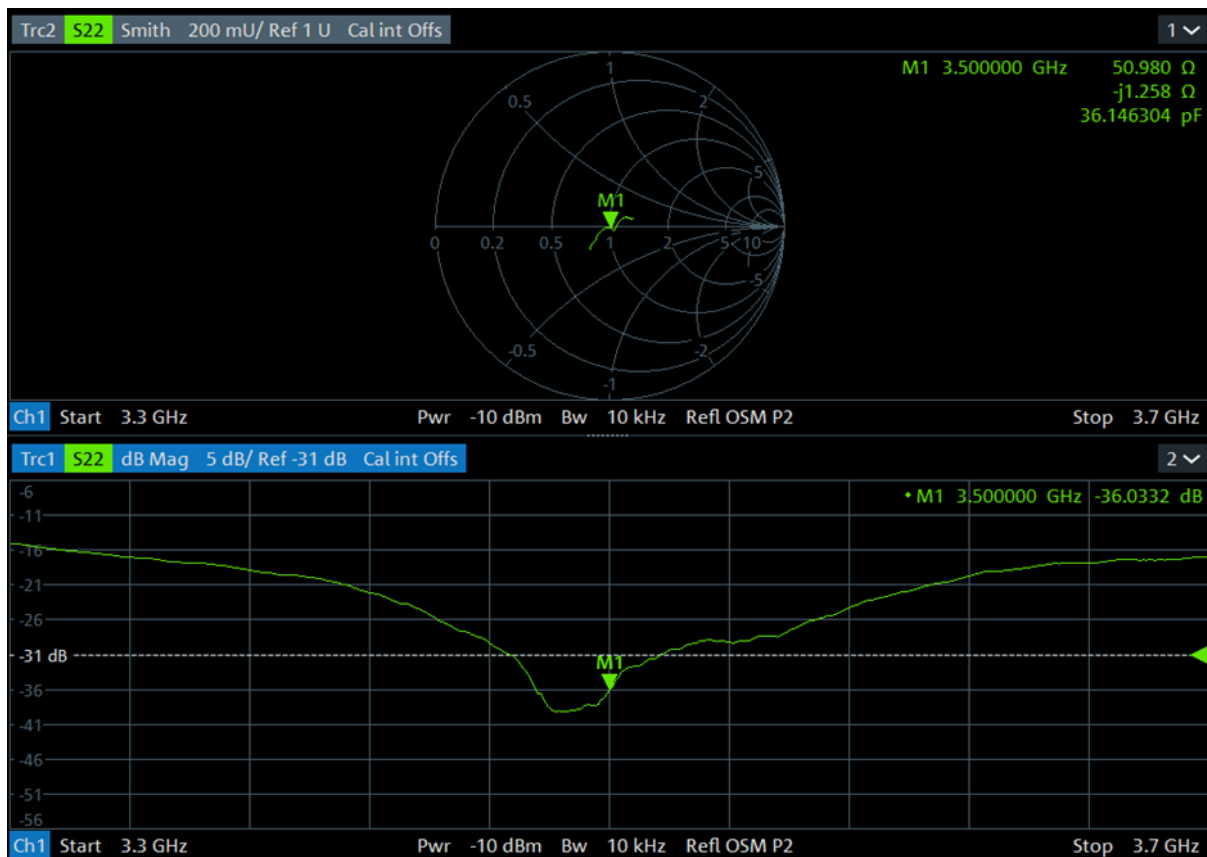 Trc2 S22 Smith 200 mU/ Ref 1 U Cal int Offs 1
M1 3.500000 GHz 50.980 Ω
-j1.258 Ω
36.146304 pF
1
0.5 2
5
M1
0 0.2 0.5 1 2 5 10
-5
-0.5 -2
-1
Ch1 Start 3.3 GHz Pwr -10 dBm Bw 10 kHz Refl OSM P2 Stop 3.7 GHz
Trc1 S22 dB Mag 5 dB/ Ref -31 dB Cal int Offs 2
-6 • M1 3.500000 GHz -36.0332 dB
-11
-16
-21
-26
-31 dB
M1
-36
-41
-46
-51
-56
Ch1 Start 3.3 GHz Pwr -10 dBm Bw 10 kHz Refl OSM P2 Stop 3.7 GHz